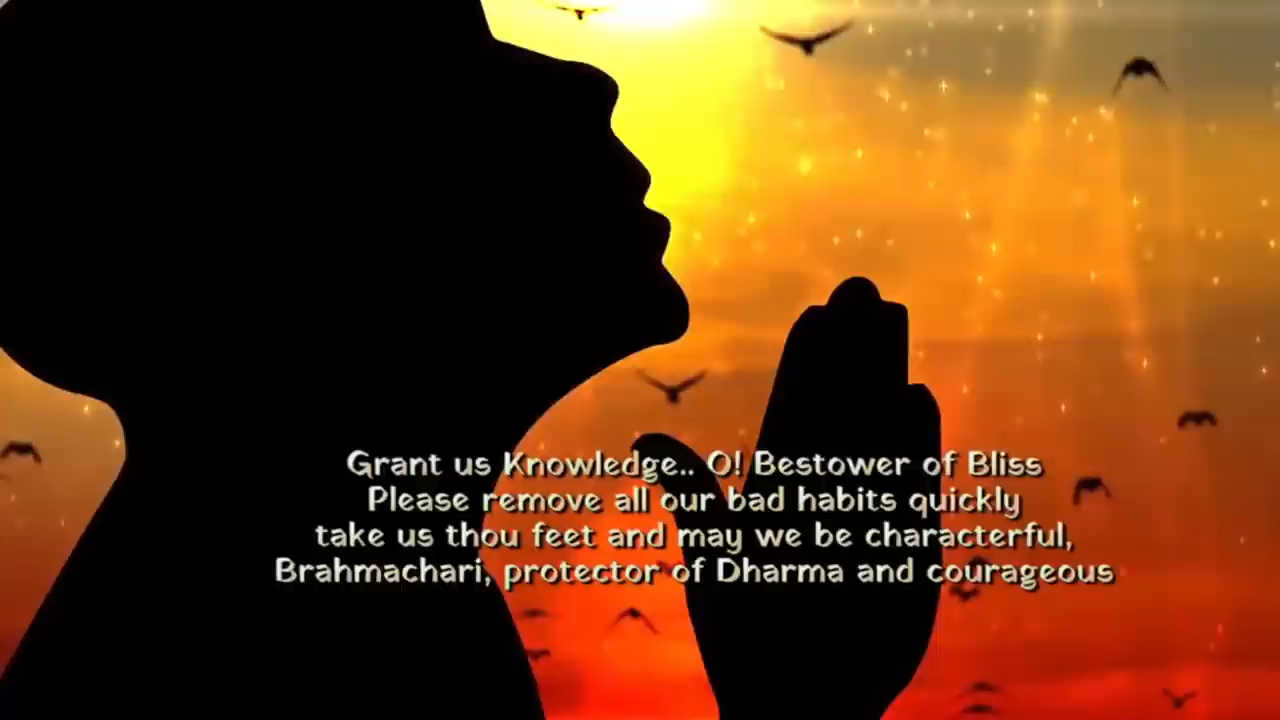 Grant us Knowledge.. O! Bestower of Bliss
Please remove all our bad habits quickly
take us thou feet and may we be characterful,
Brahmachari, protector of Dharma and courageous